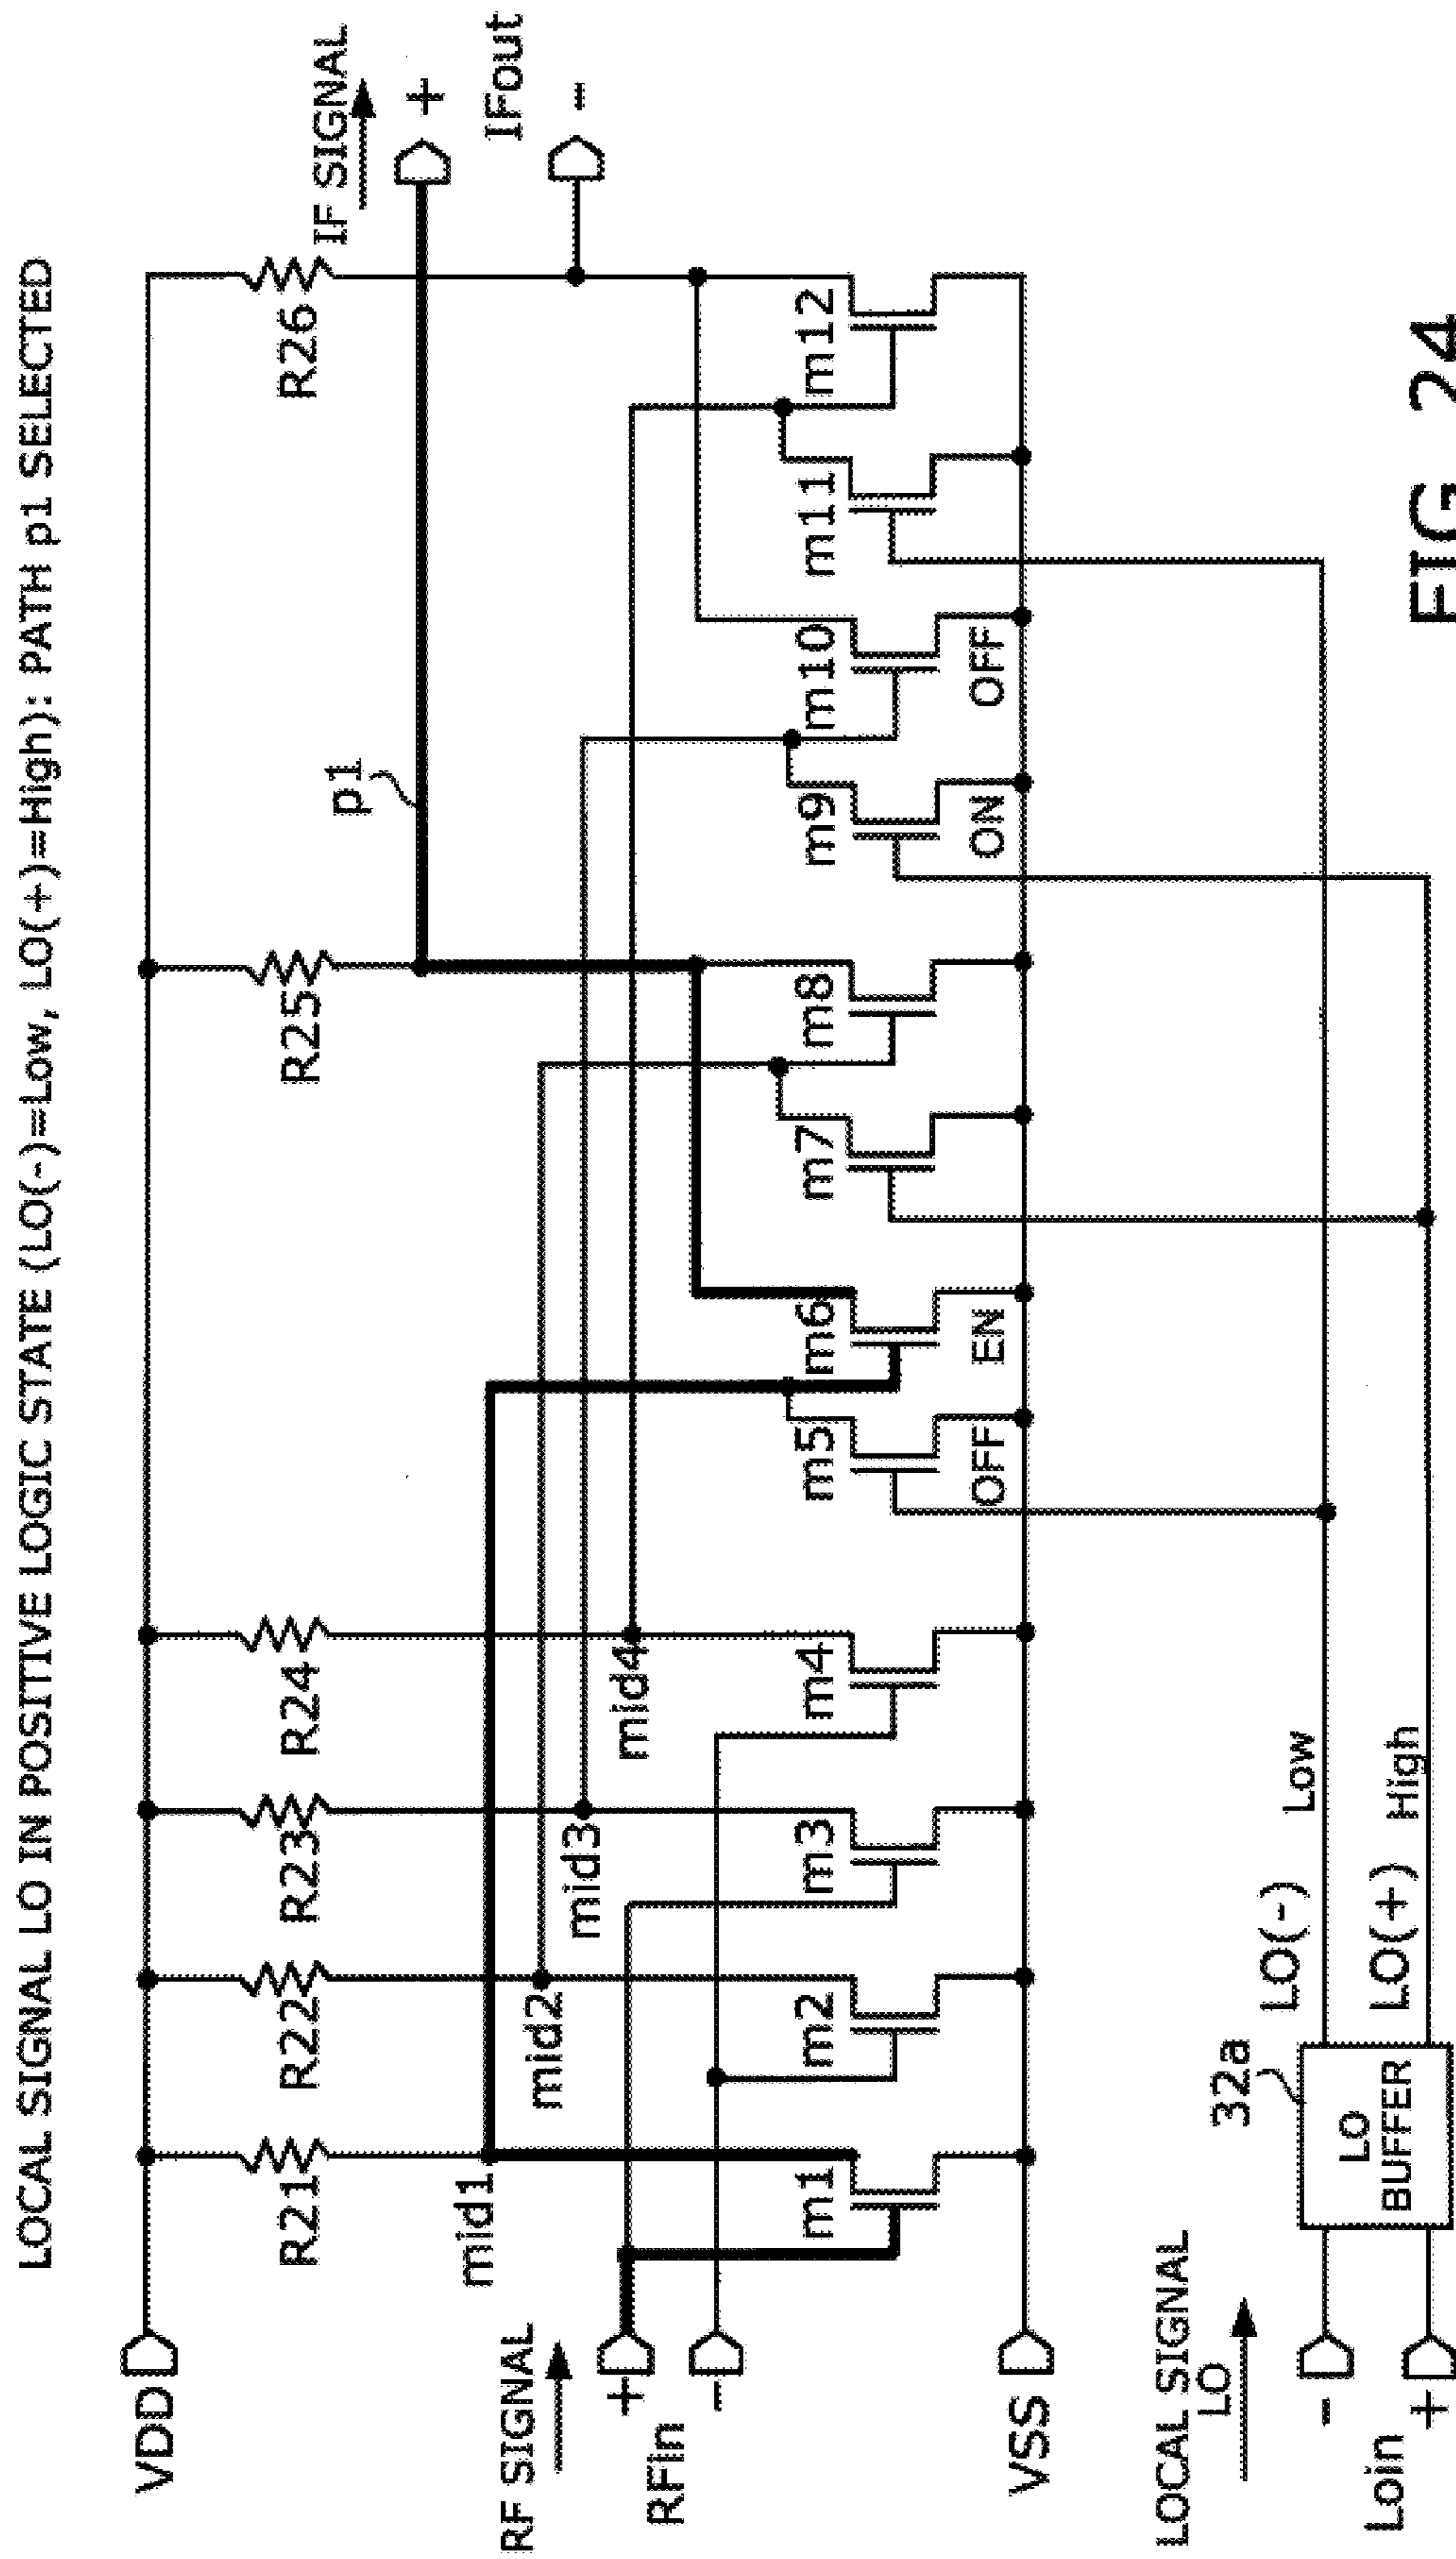 LOCAL SIGNAL LO IN POSITIVE LOGIC STATE (LO(-)=Low, LO(+)=High): PATH p1 SELECTED
VDD
R21
R22
R23
R24
R25
R26
IF SIGNAL
+
IFout
-
p1
mid1
mid2
mid3
mid4
RF SIGNAL
+
RFin
-
m1
m2
m3
m4
m5
m6
m7
m8
m9
m10
m11
m12
OFF
EN
ON
OFF
VSS
LOCAL SIGNAL
LO
32a
LO(-)
Low
-
Loin
+
LO
BUFFER
LO(+)
High
FIG. 24